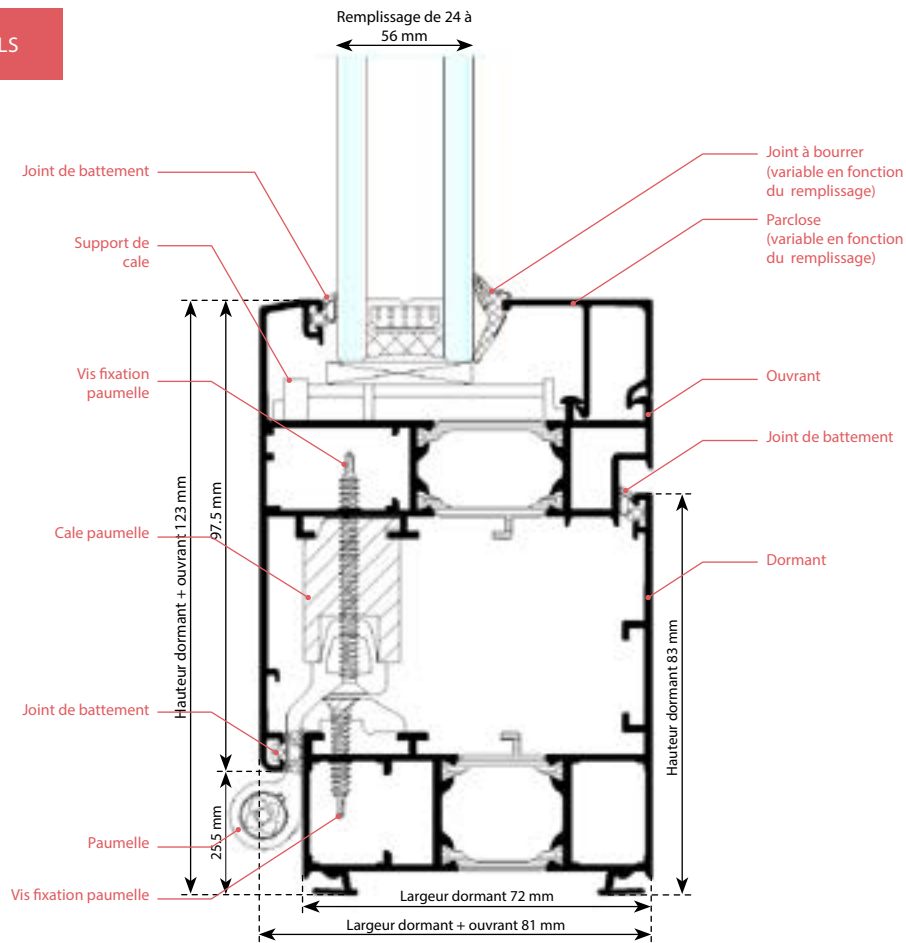 LS
Remplissage de 24 à
56 mm
Joint de battement
Support de
cale
Vis fixation
paumelle
Cale paumelle
Joint de battement
Paumelle
Vis fixation paumelle
Joint à bourrer
(variable en fonction
du remplissage)
Parclose
(variable en fonction
du remplissage)
Ouvrant
Joint de battement
Dormant
Hauteur dormant + ouvrant 123 mm
97.5 mm
25.5 mm
Hauteur dormant 83 mm
Largeur dormant 72 mm
Largeur dormant + ouvrant 81 mm